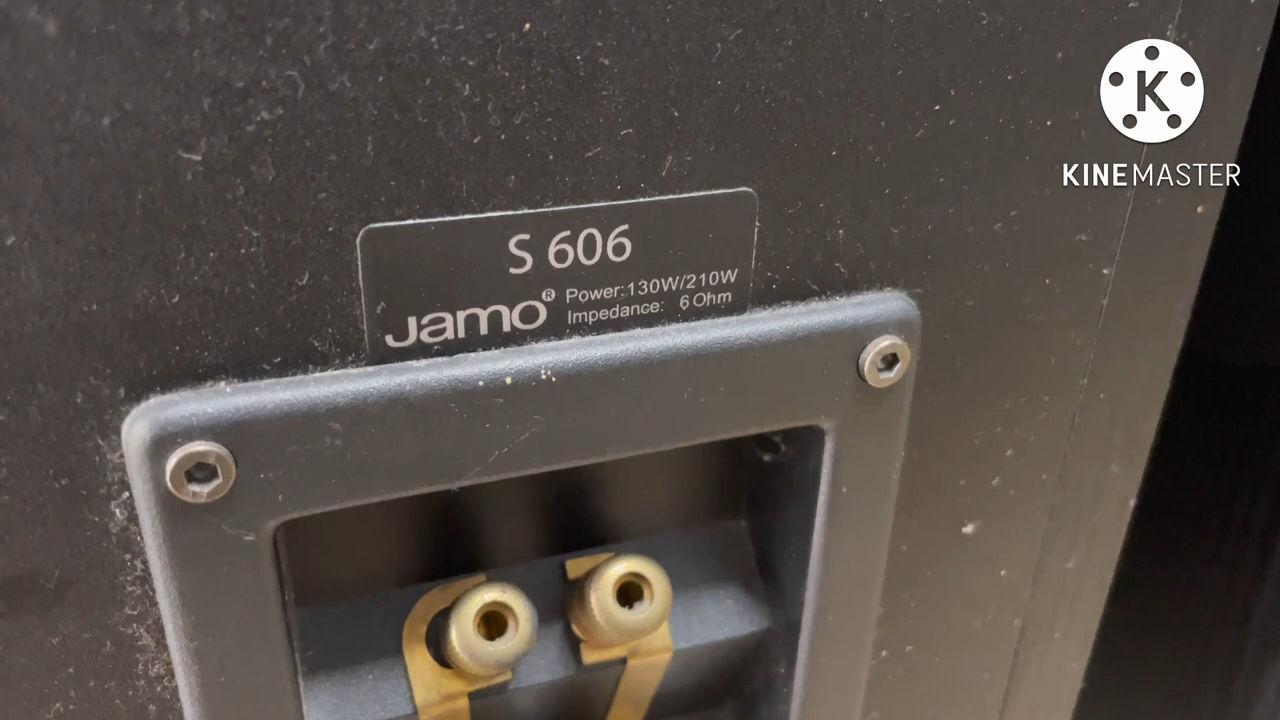 K
KINEMASTER
S 606
Jamo®
Power:130W/210W
Impedance: 6 Ohm